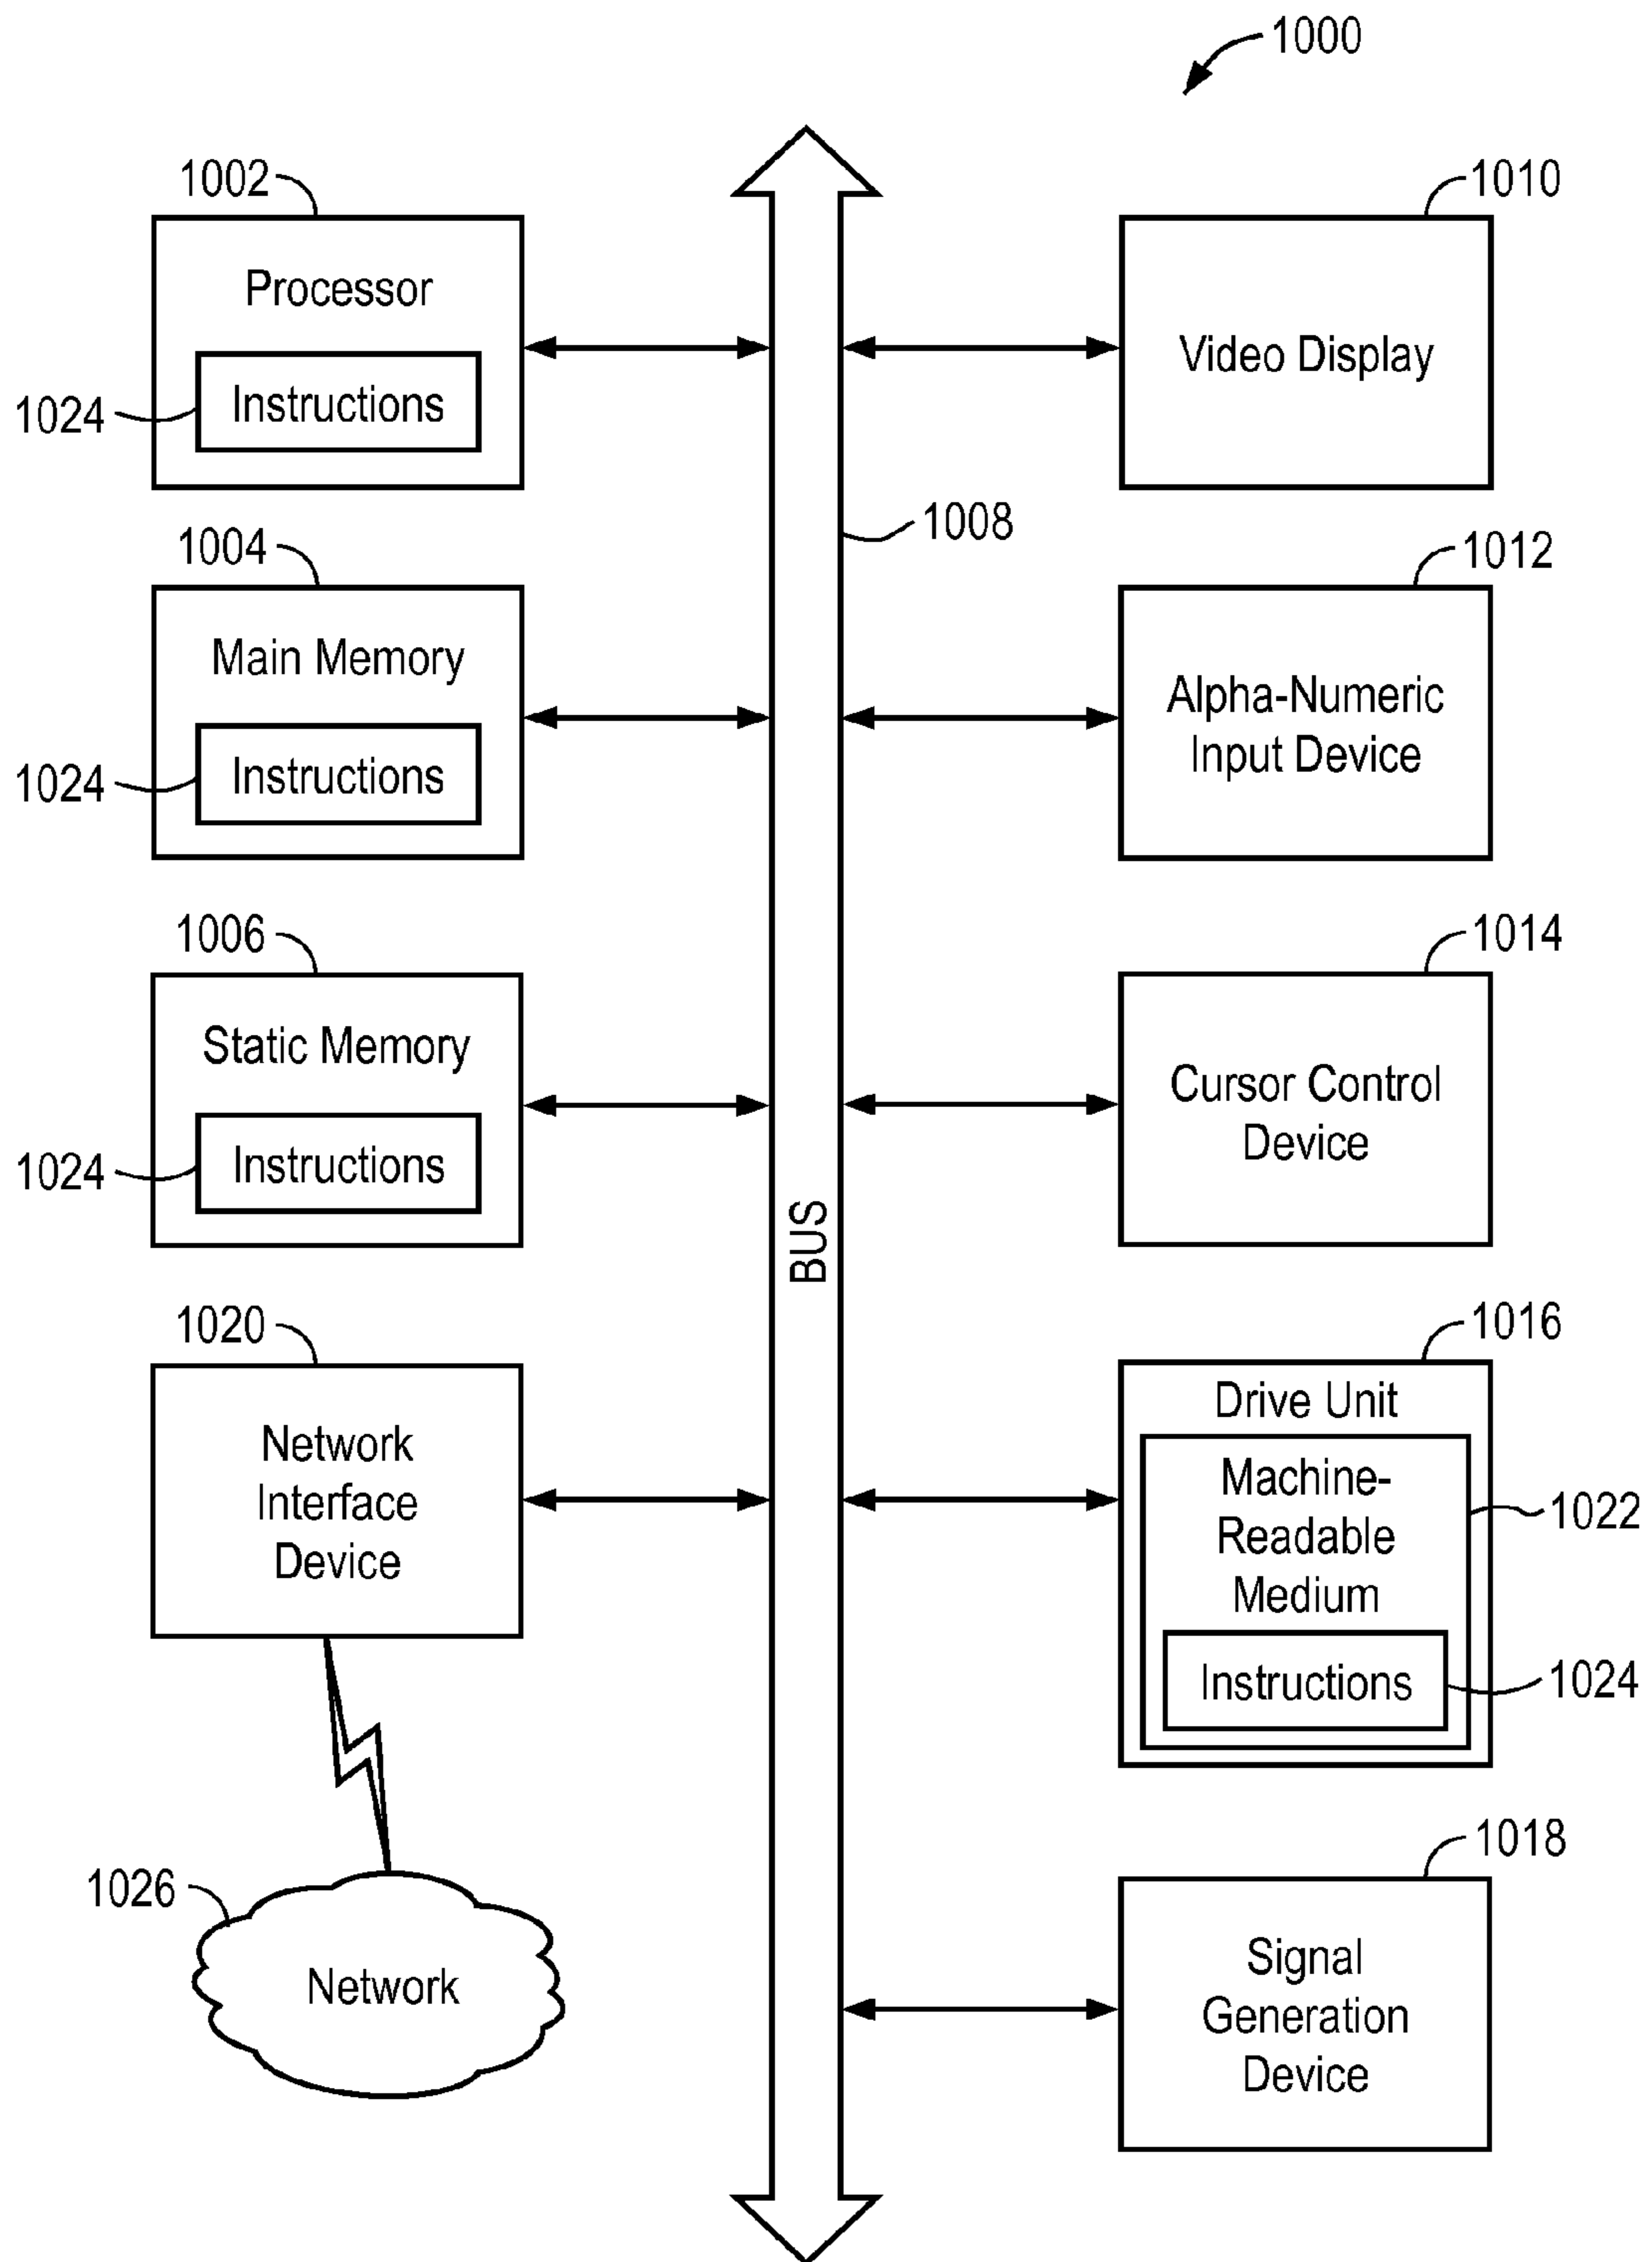 1000
1002
Processor
1024
Instructions
1004
Main Memory
1024
Instructions
1006
Static Memory
1024
Instructions
1020
Network
Interface
Device
1026
Network
1008
BUS
1010
Video Display
1012
Alpha-Numeric
Input Device
1014
Cursor Control
Device
1016
Drive Unit
Machine-
Readable
Medium
1022
Instructions
1024
1018
Signal
Generation
Device